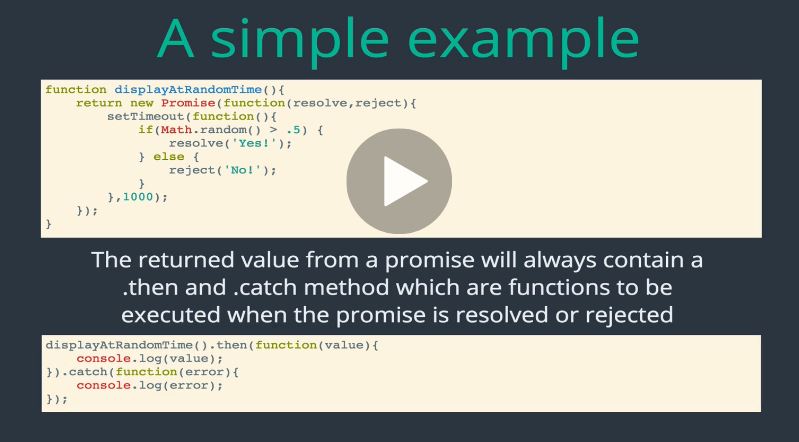 A simple example
function displayAtRandomTime(){
    return new Promise(function(resolve,reject){
        setTimeout(function(){
            if(Math.random() > .5) {
                resolve('Yes!');
            } else {
                reject('No!');
            }
        },1000);
    });
}
The returned value from a promise will always contain a
.then and .catch method which are functions to be
executed when the promise is resolved or rejected
displayAtRandomTime().then(function(value){
    console.log(value);
}).catch(function(error){
    console.log(error);
});